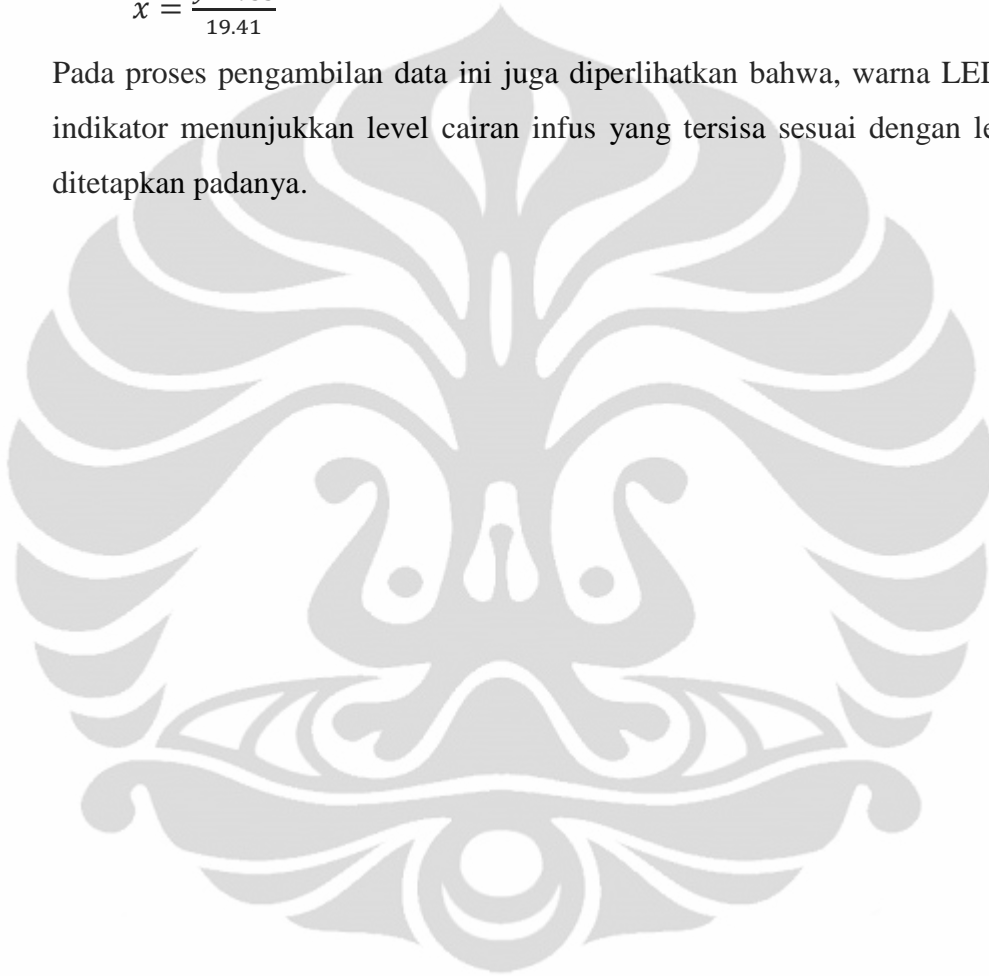 x = 
19.41
Pada proses pengambilan data ini juga diperlihatkan bahwa, warna LED
indikator menunjukkan level cairan infus yang tersisa sesuai dengan
ditetapkan padanya.